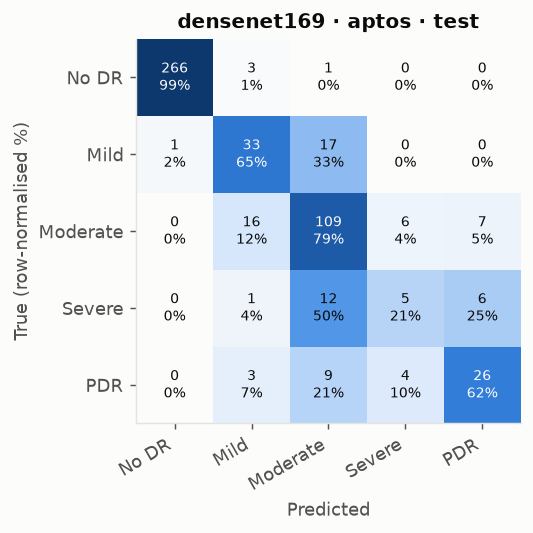 densenet169 · aptos · test
True (row-normalised %)
No DR
266 3 1 0 0
99% 1% 0% 0% 0%
Mild
1 33 17 0 0
2% 65% 33% 0% 0%
Moderate
0 16 109 6 7
0% 12% 79% 4% 5%
Severe
0 1 12 5 6
0% 4% 50% 21% 25%
PDR
0 3 9 4 26
0% 7% 21% 10% 62%
No DR Mild Moderate Severe PDR
Predicted